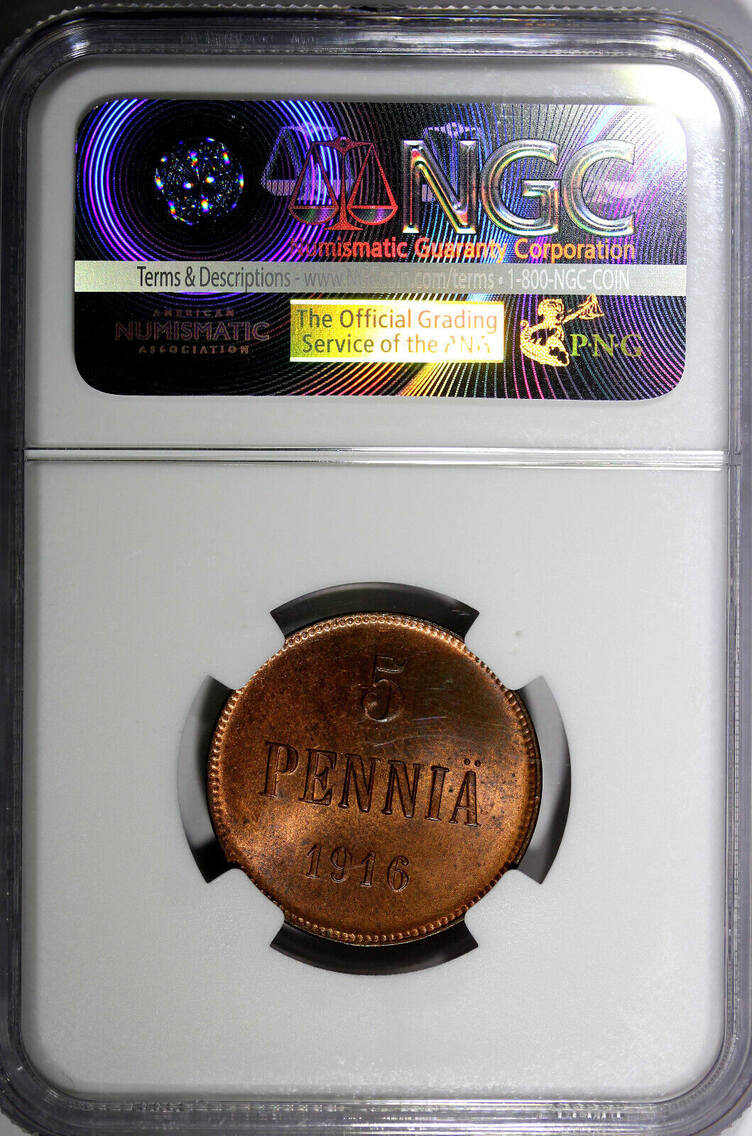 NGC
Numismatic Guaranty Corporation
Terms & Descriptions - www.NGCcoin.com/terms • 1-800-NGC-COIN
AMERICAN
NUMISMATIC
ASSOCIATION
The Official Grading
Service of the ANA
PNG
5
PENNIÄ
1916